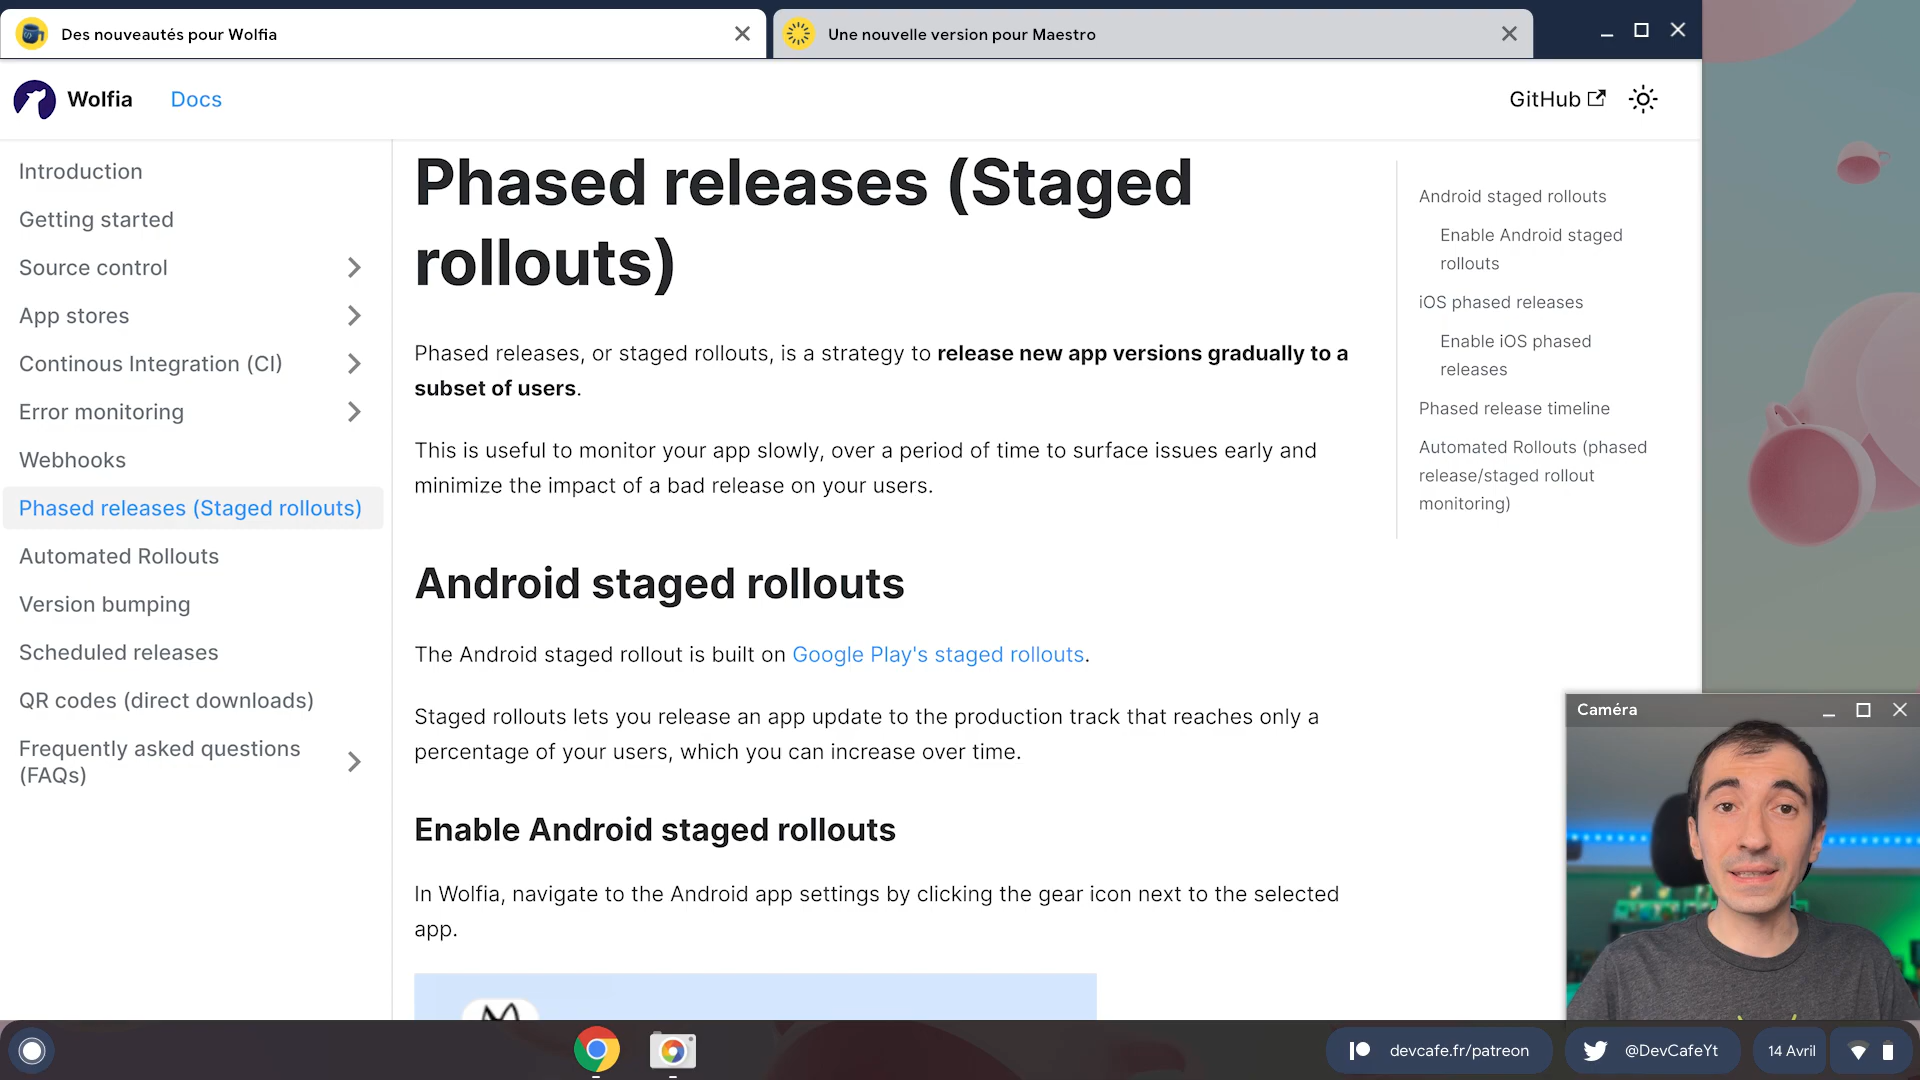 Des nouveautés pour Wolfia
Une nouvelle version pour Maestro
Wolfia
Docs
GitHub
Introduction
Getting started
Source control
App stores
Continous Integration (CI)
Error monitoring
Webhooks
Phased releases (Staged rollouts)
Automated Rollouts
Version bumping
Scheduled releases
QR codes (direct downloads)
Frequently asked questions
(FAQs)
Phased releases (Staged
rollouts)
Phased releases, or staged rollouts, is a strategy to release new app versions gradually to a
subset of users.
This is useful to monitor your app slowly, over a period of time to surface issues early and
minimize the impact of a bad release on your users.
Android staged rollouts
The Android staged rollout is built on Google Play's staged rollouts.
Staged rollouts lets you release an app update to the production track that reaches only a
percentage of your users, which you can increase over time.
Enable Android staged rollouts
In Wolfia, navigate to the Android app settings by clicking the gear icon next to the selected
app.
Android staged rollouts
Enable Android staged
rollouts
iOS phased releases
Enable iOS phased
releases
Phased release timeline
Automated Rollouts (phased
release/staged rollout
monitoring)
Caméra
devcafe.fr/patreon
@DevCafeYt
14 Avril